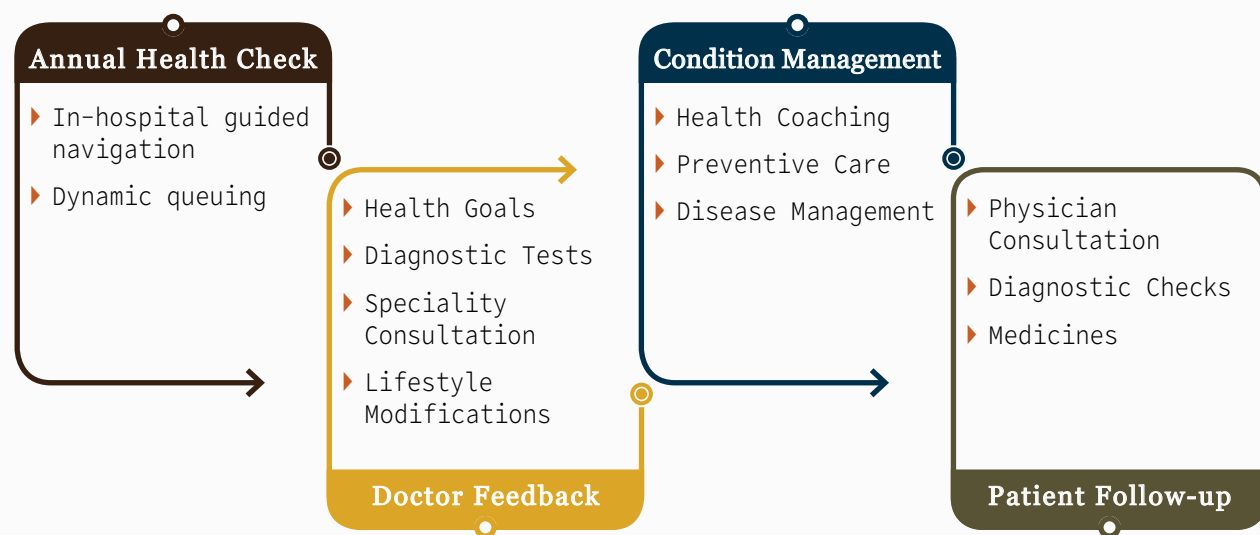 Annual Health Check
In-hospital guided
navigation
Dynamic queuing
Health Goals
Diagnostic Tests
Speciality
Consultation
Lifestyle
Modifications
Doctor Feedback
Condition Management
Health Coaching
Preventive Care
Disease Management
Physician
Consultation
Diagnostic Checks
Medicines
Patient Follow-up